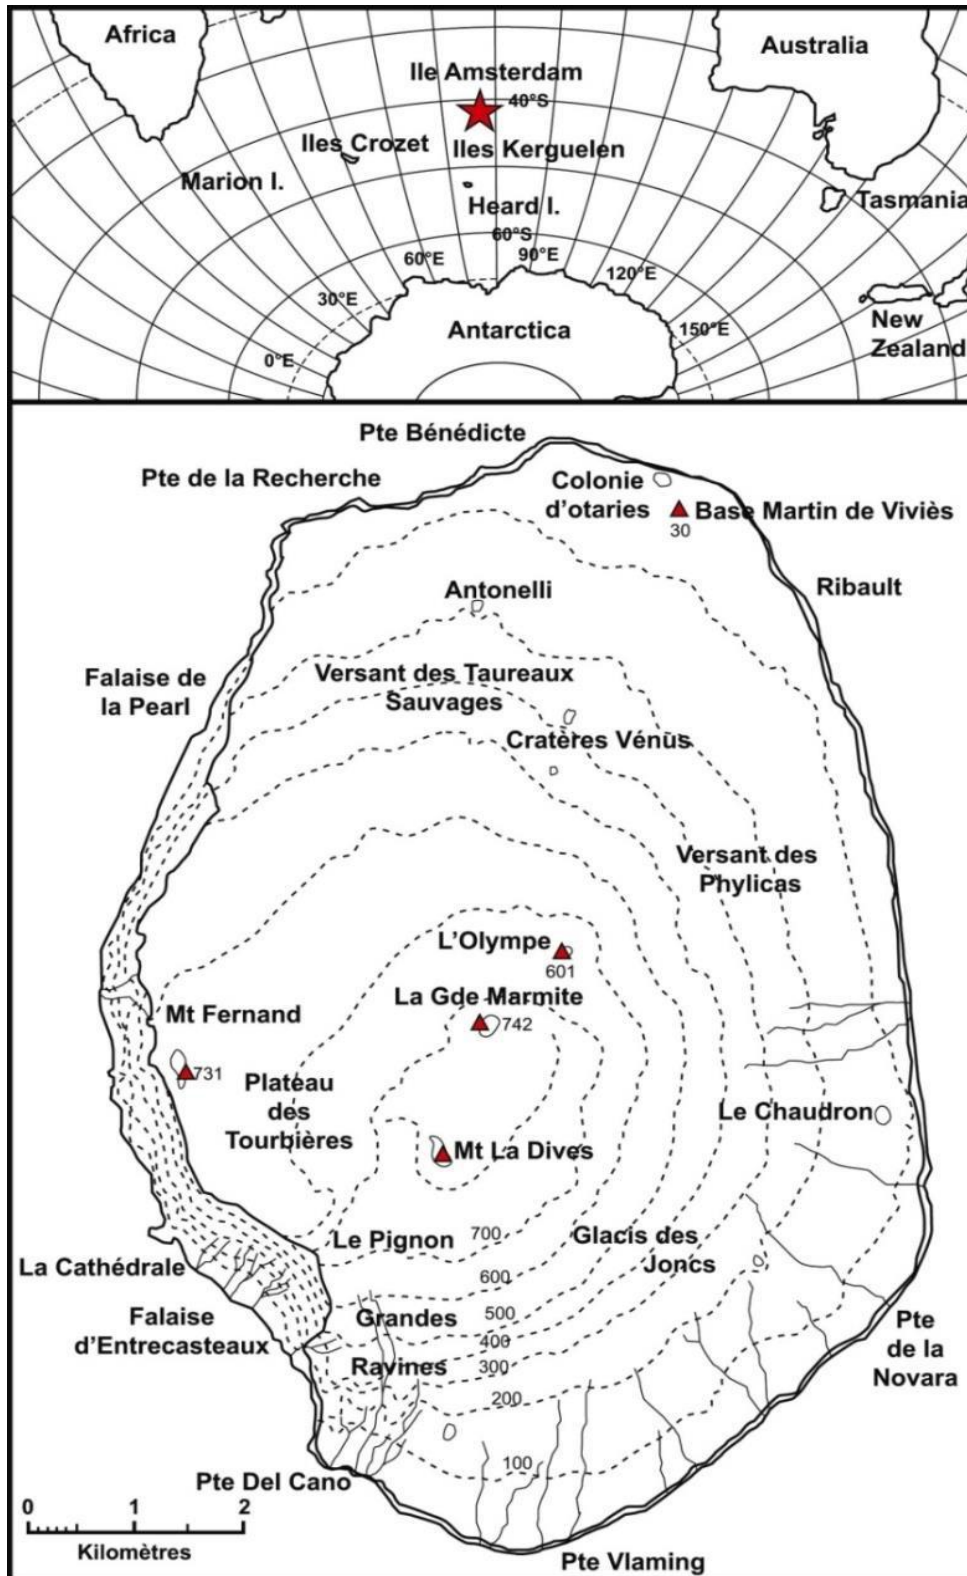 Africa
Australia
Ile Amsterdam
40°S
Iles Crozet
Iles Kerguelen
Marion I.
Tasmania
Heard I.
60°S
90°E
60°E
120°E
30°E
150°E
New
Zealand
Antarctica
0°E
Pte Bénédicte
Pte de la Recherche
Colonie
d'otaries
Base Martin de Viviès
30
Antonelli
Ribault
Falaise de
la Pearl
Versant des Taureaux
Sauvages
Cratères Vénus
Versant des
Phylicas
L'Olympe
601
La Gde Marmite
742
Mt Fernand
731
Plateau
des
Tourbières
Le Chaudron
Mt La Dives
Le Pignon
700
Glacis des
Joncs
La Cathédrale
600
Falaise
d'Entrecasteaux
Grandes
Ravines
500
400
300
200
100
Pte
de la
Novara
Pte Del Cano
0 1 2
Kilomètres
Pte Vlaming